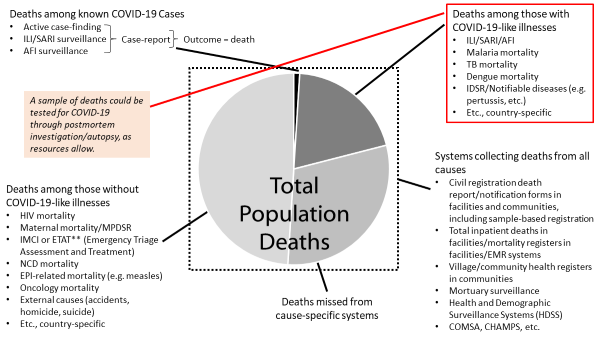 Deaths among known COVID-19 Cases
• Active case-finding
• ILI/SARI surveillance
• AFI surveillance
Case-report
Outcome = death
Deaths among those with
COVID-19-like illnesses
• ILI/SARI/AFI
• Malaria mortality
• TB mortality
• Dengue mortality
• IDSR/Notifiable diseases (e.g.
pertussis, etc.)
• Etc., country-specific
A sample of deaths could be
tested for COVID-19
through postmortem
investigation/autopsy, as
resources allow.
Total
Population
Deaths
Systems collecting deaths from all
causes
• Civil registration death
report/notification forms in
facilities and communities,
including sample-based registration
• Total inpatient deaths in
facilities/mortality registers in
facilities/EMR systems
• Village/community health registers
in communities
• Mortuary surveillance
• Health and Demographic
Surveillance Systems (HDSS)
• COMSA, CHAMPS, etc.
Deaths among those without
COVID-19-like illnesses
• HIV mortality
• Maternal mortality/MPDSR
• IMCI or ETAT** (Emergency Triage
Assessment and Treatment)
• NCD mortality
• EPI-related mortality (e.g. measles)
• Oncology mortality
• External causes (accidents,
homicide, suicide)
• Etc., country-specific
Deaths missed from
cause-specific systems